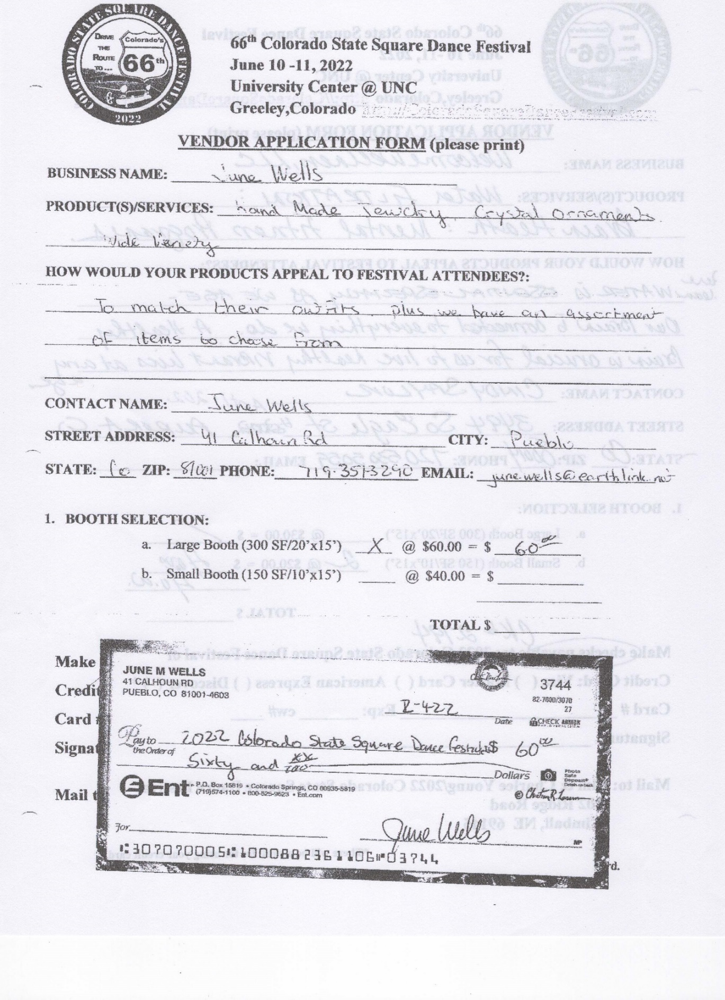 COLORADO STATE SQUARE DANCE FESTIVAL
DRIVE THE ROUTE TO... Colorado's 66th
2022
66th Colorado State Square Dance Festival
June 10 -11, 2022
University Center @ UNC
Greeley,Colorado
VENDOR APPLICATION FORM (please print)
BUSINESS NAME: June Wells
PRODUCT(S)/SERVICES: Hand Made Jewelry, Crystal Ornaments
Wide Variety
HOW WOULD YOUR PRODUCTS APPEAL TO FESTIVAL ATTENDEES?:
To match their outfits, plus we have an assortment
of items to choose from
CONTACT NAME: June Wells
STREET ADDRESS: 41 Calhoun Rd CITY: Pueblo
STATE: Co ZIP: 81001 PHONE: 719-351-3290 EMAIL: junewells@earthlink.net
1. BOOTH SELECTION:
a. Large Booth (300 SF/20'x15') X @ $60.00 = $ 60 00
b. Small Booth (150 SF/10'x15') @ $40.00 = $
TOTAL $
Make
JUNE M WELLS
41 CALHOUN RD
PUEBLO, CO 81001-4603
3744
82-7000/3070
27
Credit
Date
CHECK ARMOR
Card #
Pay to the Order of 2022 Colorado State Square Dance Festival $ 60 00
Signat
Sixty and xx/100 Dollars
Photo Safe Deposit® Details on back
Ent P.O. Box 15819 • Colorado Springs, CO 80935-5819
(719)574-1100 • 800-525-9623 • Ent.com
Mail t
For June Wells
MP
⑆307070005⑆1000882361106⑈03744
rd.